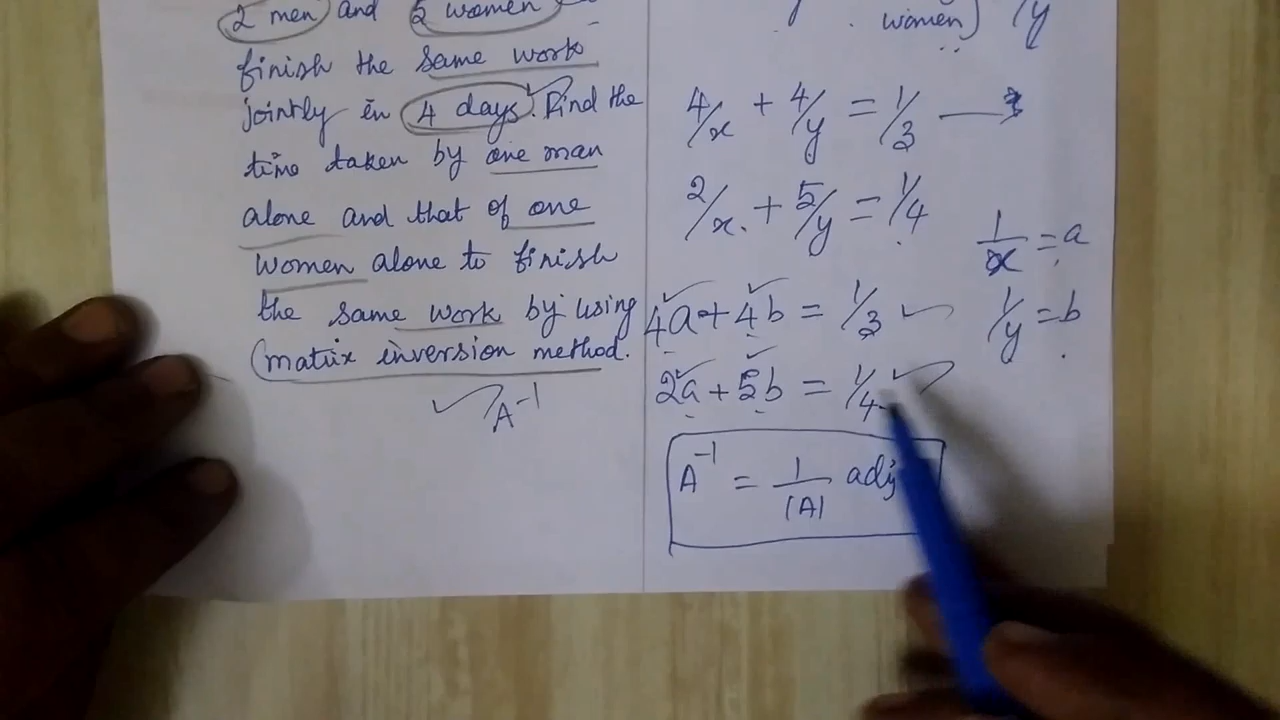 2 men and 5 women
finish the same work
jointly in 4 days. Find the
time taken by one man
alone and that of one
women alone to finish
the same work by using
matrix inversion method.
A⁻¹
women} 1/y
4/x + 4/y = 1/3
2/x + 5/y = 1/4
1/x = a
1/y = b
4a + 4b = 1/3
2a + 5b = 1/4
A⁻¹ = 1/|A| adj